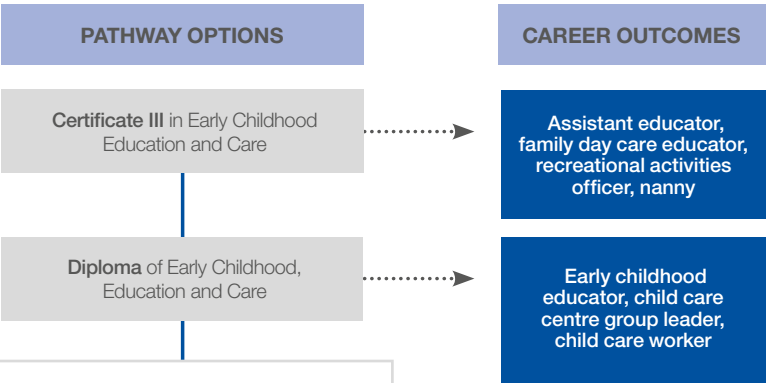 PATHWAY OPTIONS
CAREER OUTCOMES
Certificate III in Early Childhood
Education and Care
Assistant educator,
family day care educator,
recreational activities
officer, nanny
Diploma of Early Childhood,
Education and Care
Early childhood
educator, child care
centre group leader,
child care worker